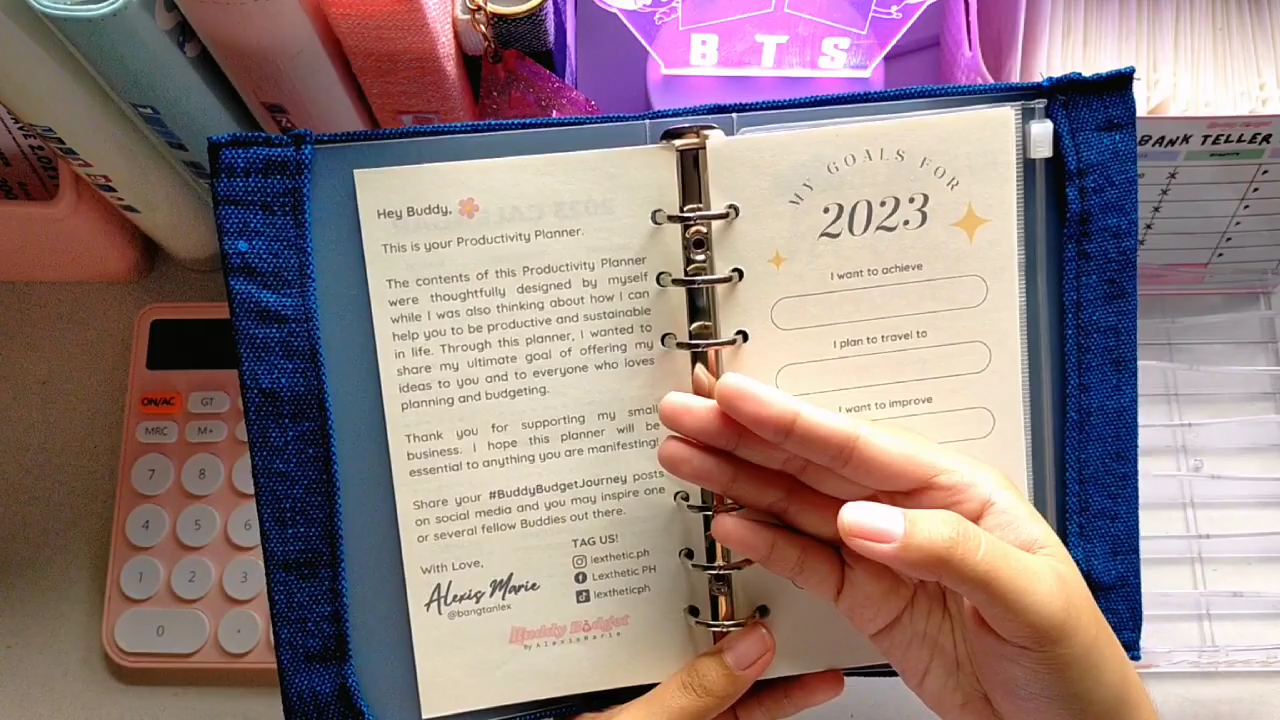 BTS
BANK TELLER
Hey Buddy,
This is your Productivity Planner.
The contents of this Productivity Planner
were thoughtfully designed by myself
while I was also thinking about how I can
help you to be productive and sustainable
in life. Through this planner, I wanted to
share my ultimate goal of offering my
ideas to you and to everyone who loves
planning and budgeting.
Thank you for supporting my small
business. I hope this planner will be
essential to anything you are manifesting!
Share your #BuddyBudgetJourney posts
on social media and you may inspire one
or several fellow Buddies out there.
With Love,
Alexis Marie
@bangtanlex
TAG US!
lexthetic.ph
Lexthetic PH
lextheticph
Buddy Budget
by Alexis Marie
MY GOALS FOR
2023
I want to achieve
I plan to travel to
I want to improve
ON/AC GT
MRC M+
7 8
4 5 6
1 2 3
0 .